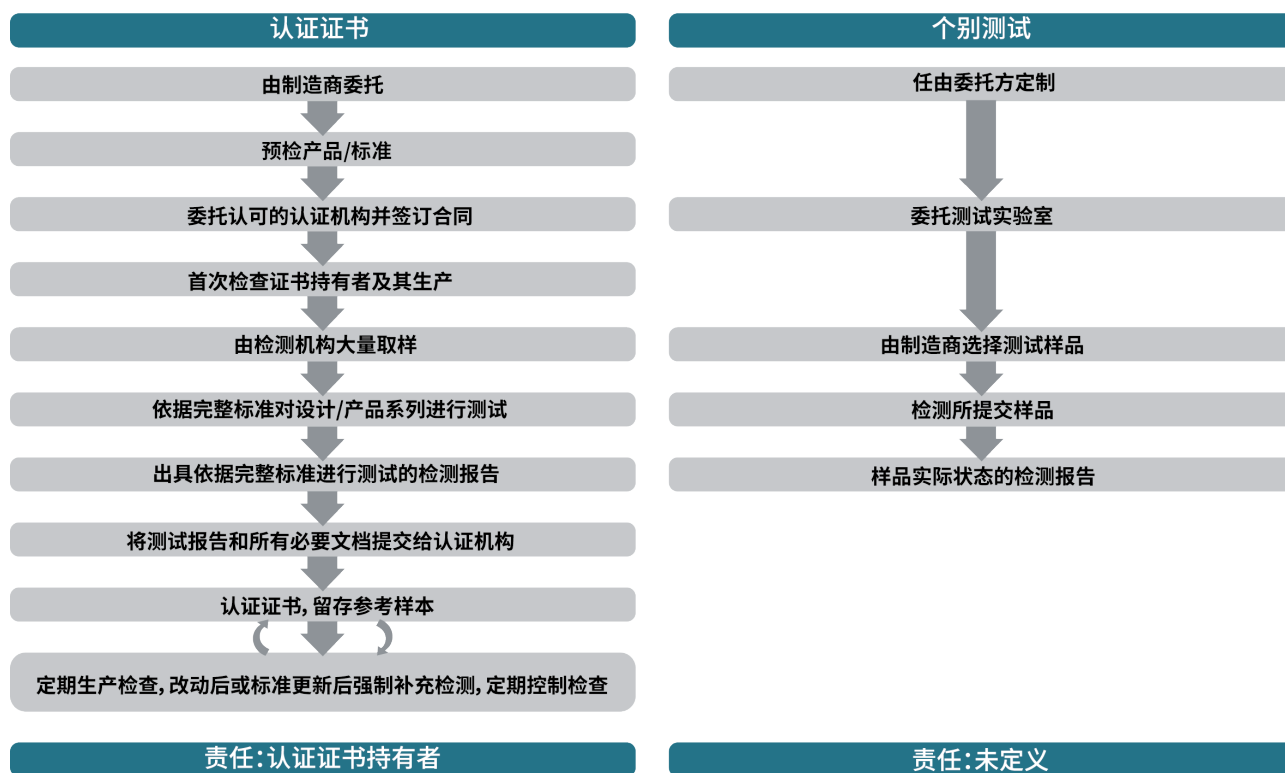 认证证书
由制造商委托
预检产品/标准
委托认可的认证机构并签订合同
首次检查证书持有者及其生产
由检测机构大量取样
依据完整标准对设计/产品系列进行测试
出具依据完整标准进行测试的检测报告
将测试报告和所有必要文档提交给认证机构
认证证书, 留存参考样本
定期生产检查, 改动后或标准更新后强制补充检测, 定期控制检查
责任:认证证书持有者
个别测试
任由委托方定制
委托测试实验室
由制造商选择测试样品
检测所提交样品
样品实际状态的检测报告
责任:未定义